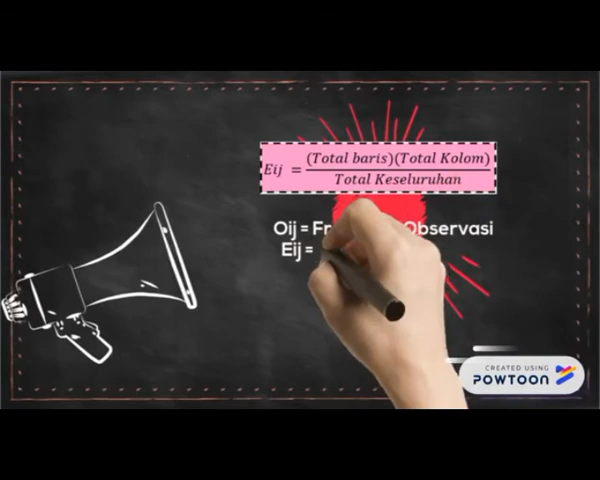 Eij = (Total baris)(Total Kolom)
Total Keseluruhan
Oij = Fr Observasi
Eij =
CREATED USING
POWTOON